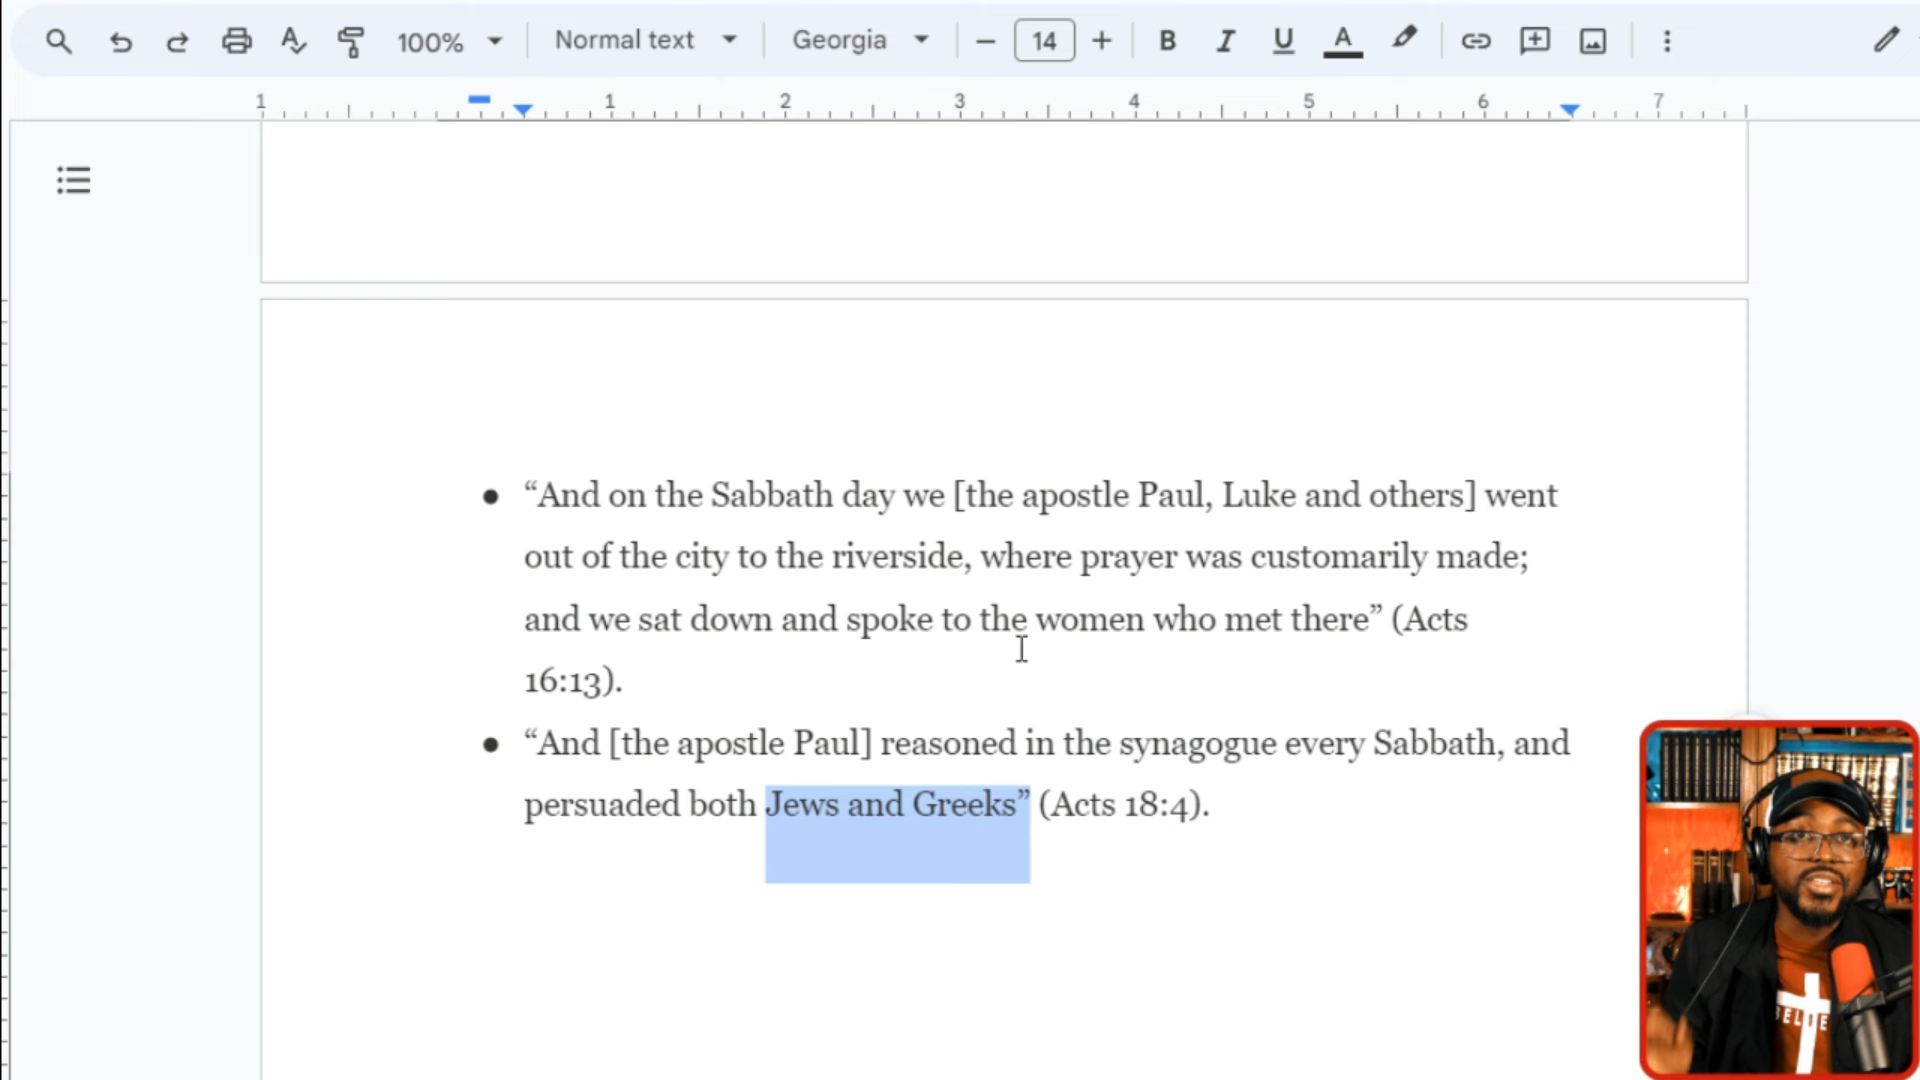 100% Normal text Georgia 14 B I U A
1 1 2 3 4 5 6 7
● “And on the Sabbath day we [the apostle Paul, Luke and others] went
out of the city to the riverside, where prayer was customarily made;
and we sat down and spoke to the women who met there” (Acts
16:13).
● “And [the apostle Paul] reasoned in the synagogue every Sabbath, and
persuaded both Jews and Greeks” (Acts 18:4).